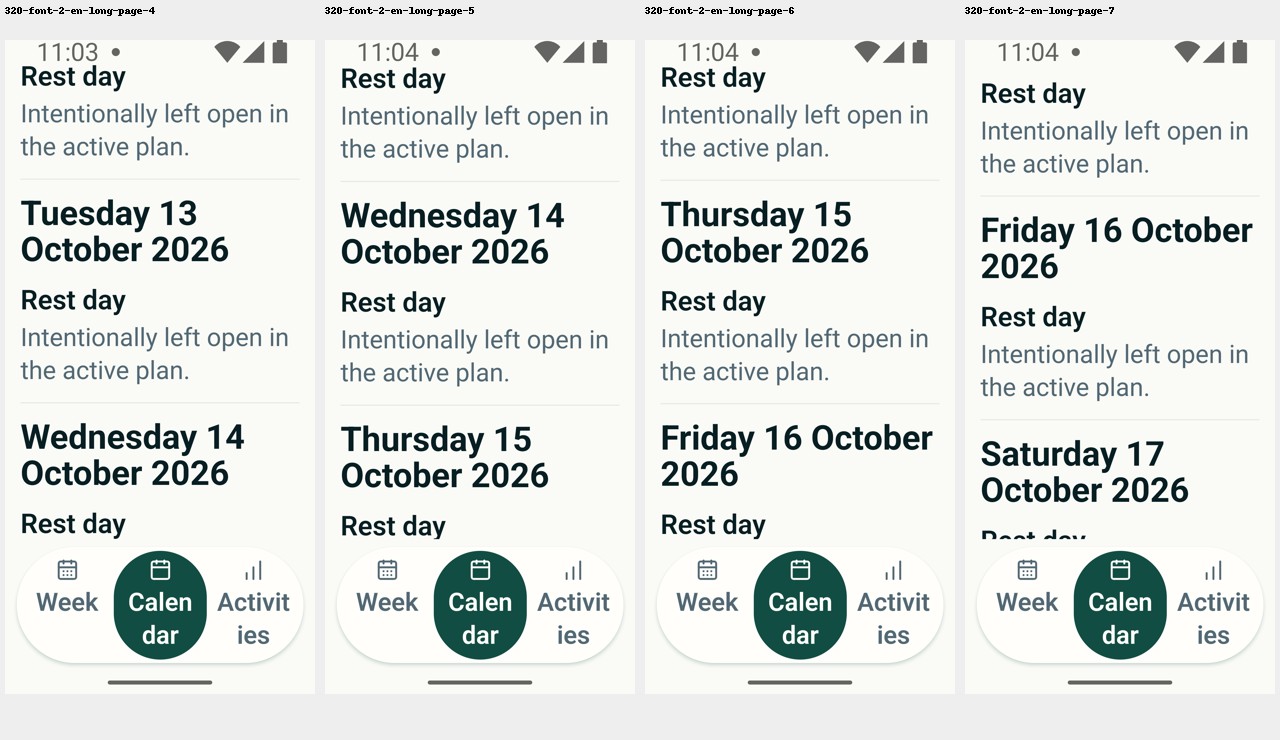 320-font-2-en-long-page-4
11:03
Rest day
Intentionally left open in
the active plan.
Tuesday 13
October 2026
Rest day
Intentionally left open in
the active plan.
Wednesday 14
October 2026
Rest day
Week
Calen
dar
Activit
ies
320-font-2-en-long-page-5
11:04
Rest day
Intentionally left open in
the active plan.
Wednesday 14
October 2026
Rest day
Intentionally left open in
the active plan.
Thursday 15
October 2026
Rest day
Week
Calen
dar
Activit
ies
320-font-2-en-long-page-6
11:04
Rest day
Intentionally left open in
the active plan.
Thursday 15
October 2026
Rest day
Intentionally left open in
the active plan.
Friday 16 October
2026
Rest day
Week
Calen
dar
Activit
ies
320-font-2-en-long-page-7
11:04
Rest day
Intentionally left open in
the active plan.
Friday 16 October
2026
Rest day
Intentionally left open in
the active plan.
Saturday 17
October 2026
Rest day
Week
Calen
dar
Activit
ies